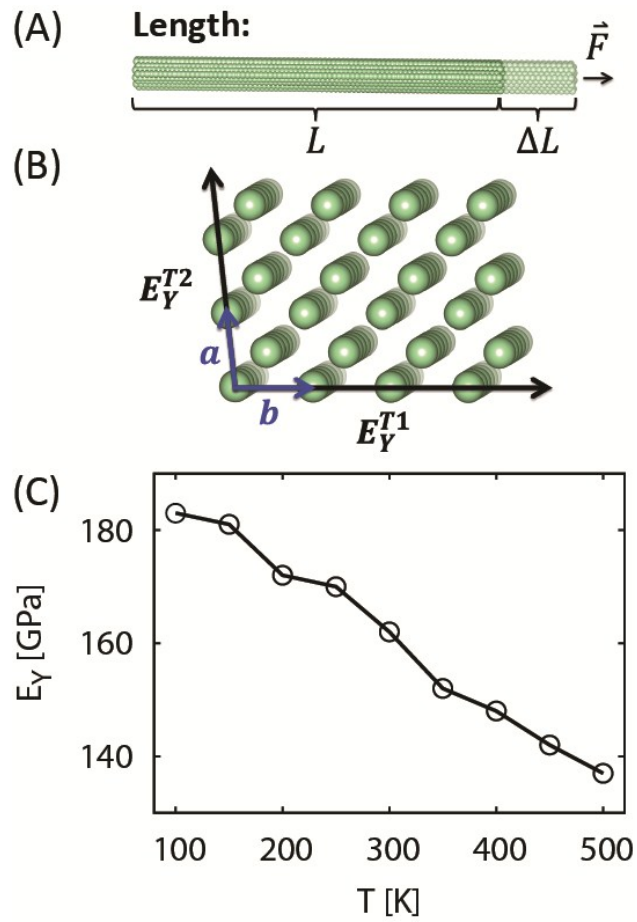 (A)
Length:
F⃗
L
ΔL
(B)
E_Y^{T2}
a
b
E_Y^{T1}
(C)
E_Y [GPa]
180
160
140
100 200 300 400 500
T [K]